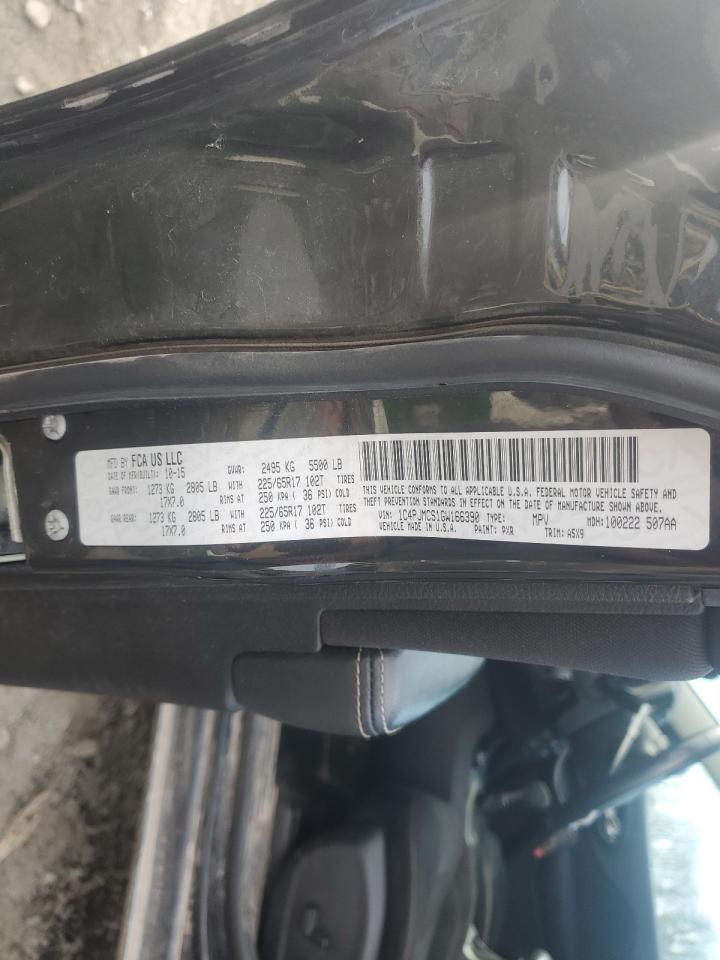 MFD BY FCA US LLC
DATE OF MFR(BUILT): 10-15 GVWR: 2495 KG 5500 LB
GAWR FRONT: 1273 KG 2805 LB WITH 225/65R17 102T TIRES
17X7.0 RIMS AT 250 KPA ( 36 PSI) COLD
GAWR REAR: 1273 KG 2805 LB WITH 225/65R17 102T TIRES
17X7.0 RIMS AT 250 KPA ( 36 PSI) COLD
THIS VEHICLE CONFORMS TO ALL APPLICABLE U.S.A. FEDERAL MOTOR VEHICLE SAFETY AND
THEFT PREVENTION STANDARDS IN EFFECT ON THE DATE OF MANUFACTURE SHOWN ABOVE.
VIN: 1C4PJMCS1GW166390 TYPE: MPV MDH:100222 507AA
VEHICLE MADE IN U.S.A. PAINT: PXR TRIM: A5X9